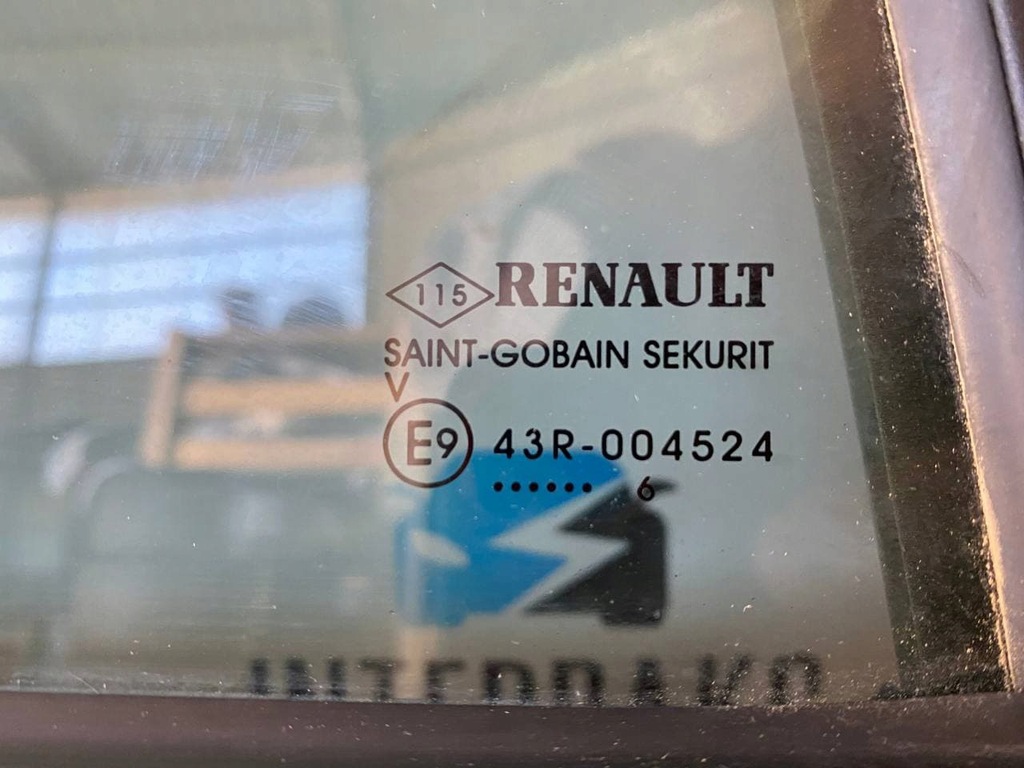 115 RENAULT
SAINT-GOBAIN SEKURIT
V
E9 43R-004524
...... 6